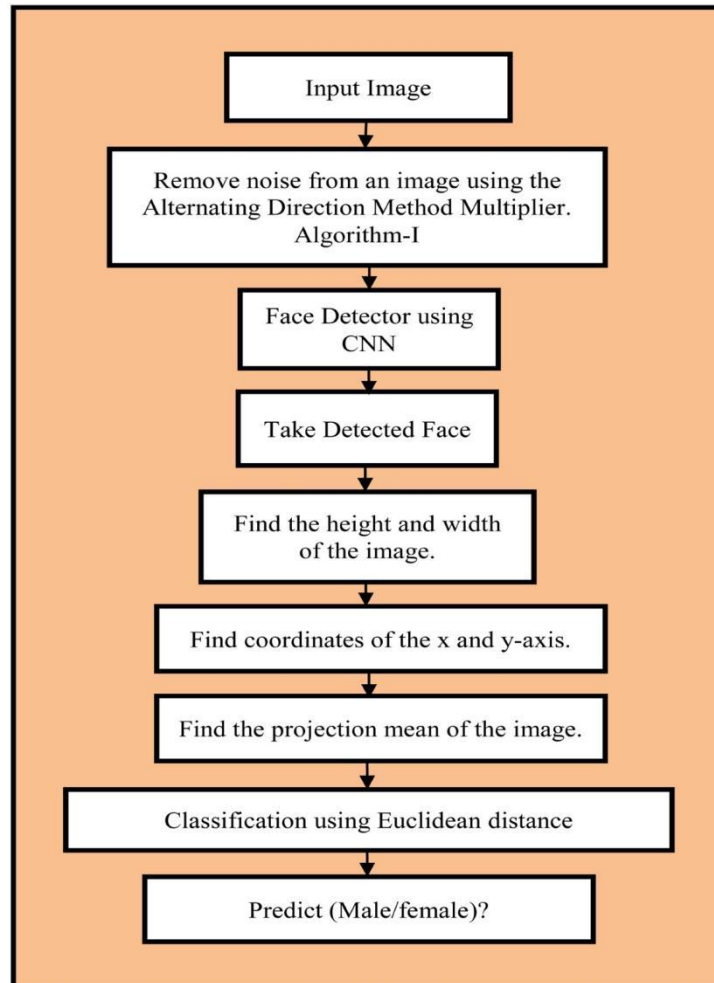 Input Image
Remove noise from an image using the
Alternating Direction Method Multiplier.
Algorithm-I
Face Detector using
CNN
Take Detected Face
Find the height and width
of the image.
Find coordinates of the x and y-axis.
Find the projection mean of the image.
Classification using Euclidean distance
Predict (Male/female)?